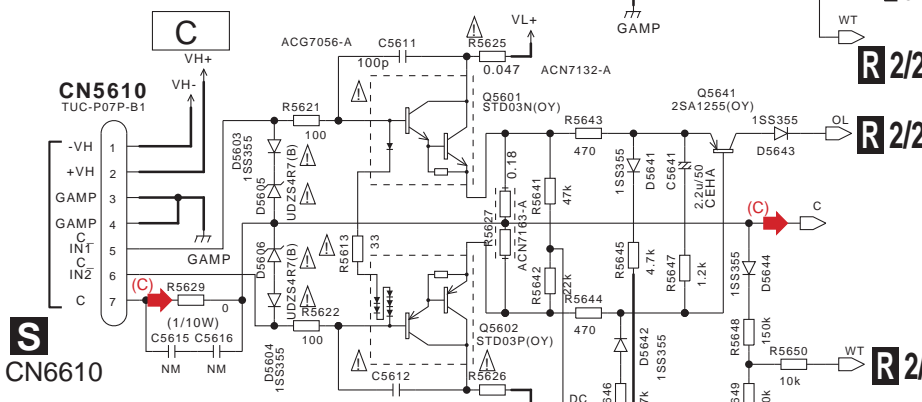 WT
GAMP
R 2/2
C
VL+
ACG7056-A
C5611
100p
R5625
0.047
ACN7132-A
VH+
VH-
CN5610
TUC-P07P-B1
Q5601
STD03N(OY)
Q5641
2SA1255(OY)
R5621
100
R5643
470
1SS355
D5643
OL
R 2/2
D5603
1SS355
D5605
UDZS4R7(B)
0.18
R5641
47k
1SS355
D5641
C5641
2.2u/50
CEHA
-VH 1
+VH 2
GAMP 3
GAMP 4
C_
IN1 5
C_
IN2 6
C 7
GAMP
(C)
C
D5606
UDZS4R7(B)
R5613
33
R5627
ACN7163-A
R5642
22k
R5645
4.7k
R5647
1.2k
1SS355
D5644
(C)
R5629
0
(1/10W)
C5615 C5616
NM NM
R5622
100
D5604
1SS355
Q5602
STD03P(OY)
R5644
470
D5642
1SS355
R5648
150k
S
CN6610
C5612
R5626
R5650
10k
WT
R 2/
DC